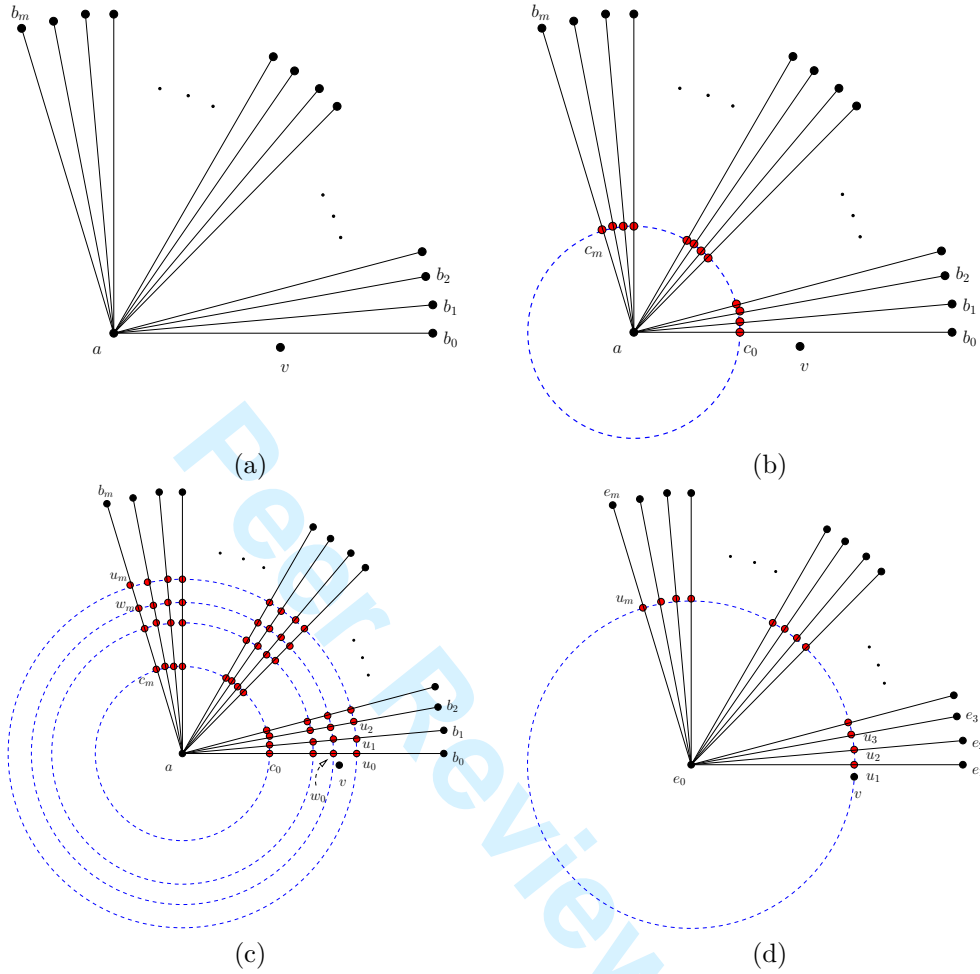 b_m
b_2
b_1
a
b_0
v
(a)
b_m
c_m
b_2
b_1
a
c_0
b_0
v
(b)
b_m
u_m
w_m
c_m
b_2
u_2
b_1
u_1
a
c_0
u_0
b_0
w_0
v
(c)
e_m
u_m
e_3
u_3
u_2
e_0
u_1
v
(d)
Peer Review